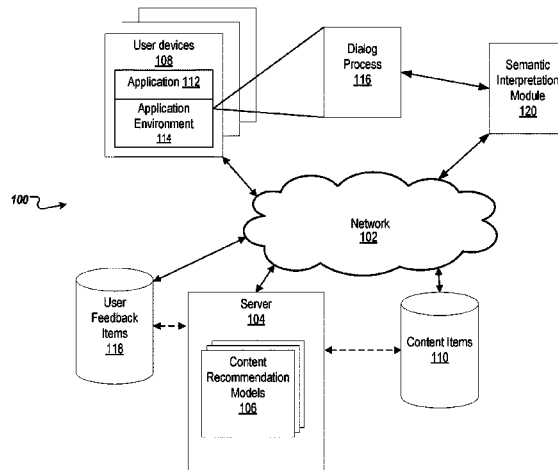 User devices
108
Application 112
Application
Environment
114
Dialog
Process
116
Semantic
Interpretation
Module
120
100
Network
102
User
Feedback
Items
118
Server
104
Content
Recommendation
Models
106
Content Items
110